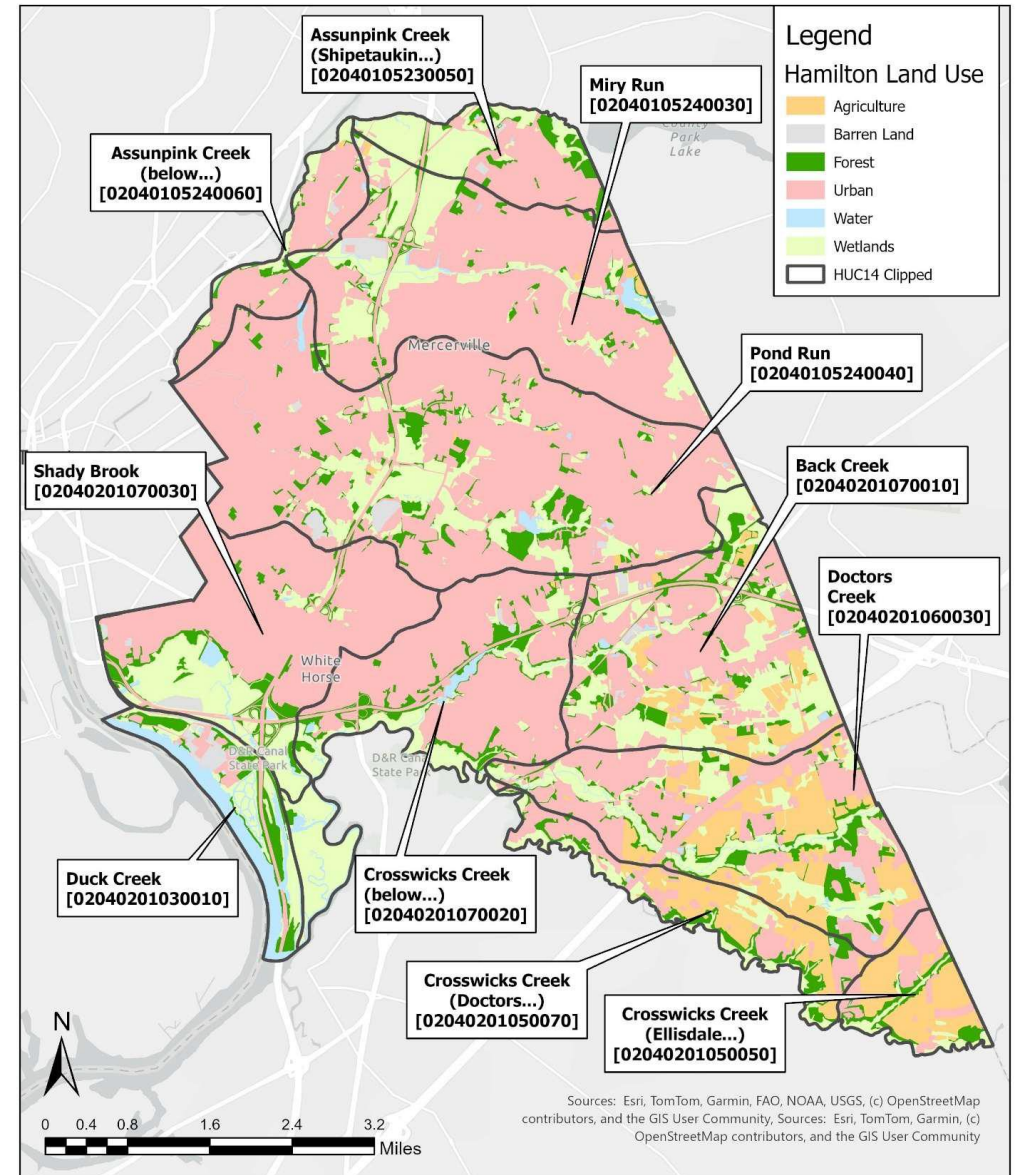 Assunpink Creek
(Shipetaukin...)
[02040105230050]
Miry Run
[02040105240030]
County
Park
Lake
Legend
Hamilton Land Use
Agriculture
Barren Land
Forest
Urban
Water
Wetlands
HUC14 Clipped
Assunpink Creek
(below...)
[02040105240060]
Mercerville
Pond Run
[02040105240040]
Shady Brook
[02040201070030]
Back Creek
[02040201070010]
Doctors
Creek
[02040201060030]
White
Horse
D&R Canal
State Park
D&R Canal
State Park
Duck Creek
[02040201030010]
Crosswicks Creek
(below...)
[02040201070020]
Crosswicks Creek
(Doctors...)
[02040201050070]
Crosswicks Creek
(Ellisdale...)
[02040201050050]
N
0 0.4 0.8 1.6 2.4 3.2
Miles
Sources: Esri, TomTom, Garmin, FAO, NOAA, USGS, (c) OpenStreetMap
contributors, and the GIS User Community, Sources: Esri, TomTom, Garmin, (c)
OpenStreetMap contributors, and the GIS User Community